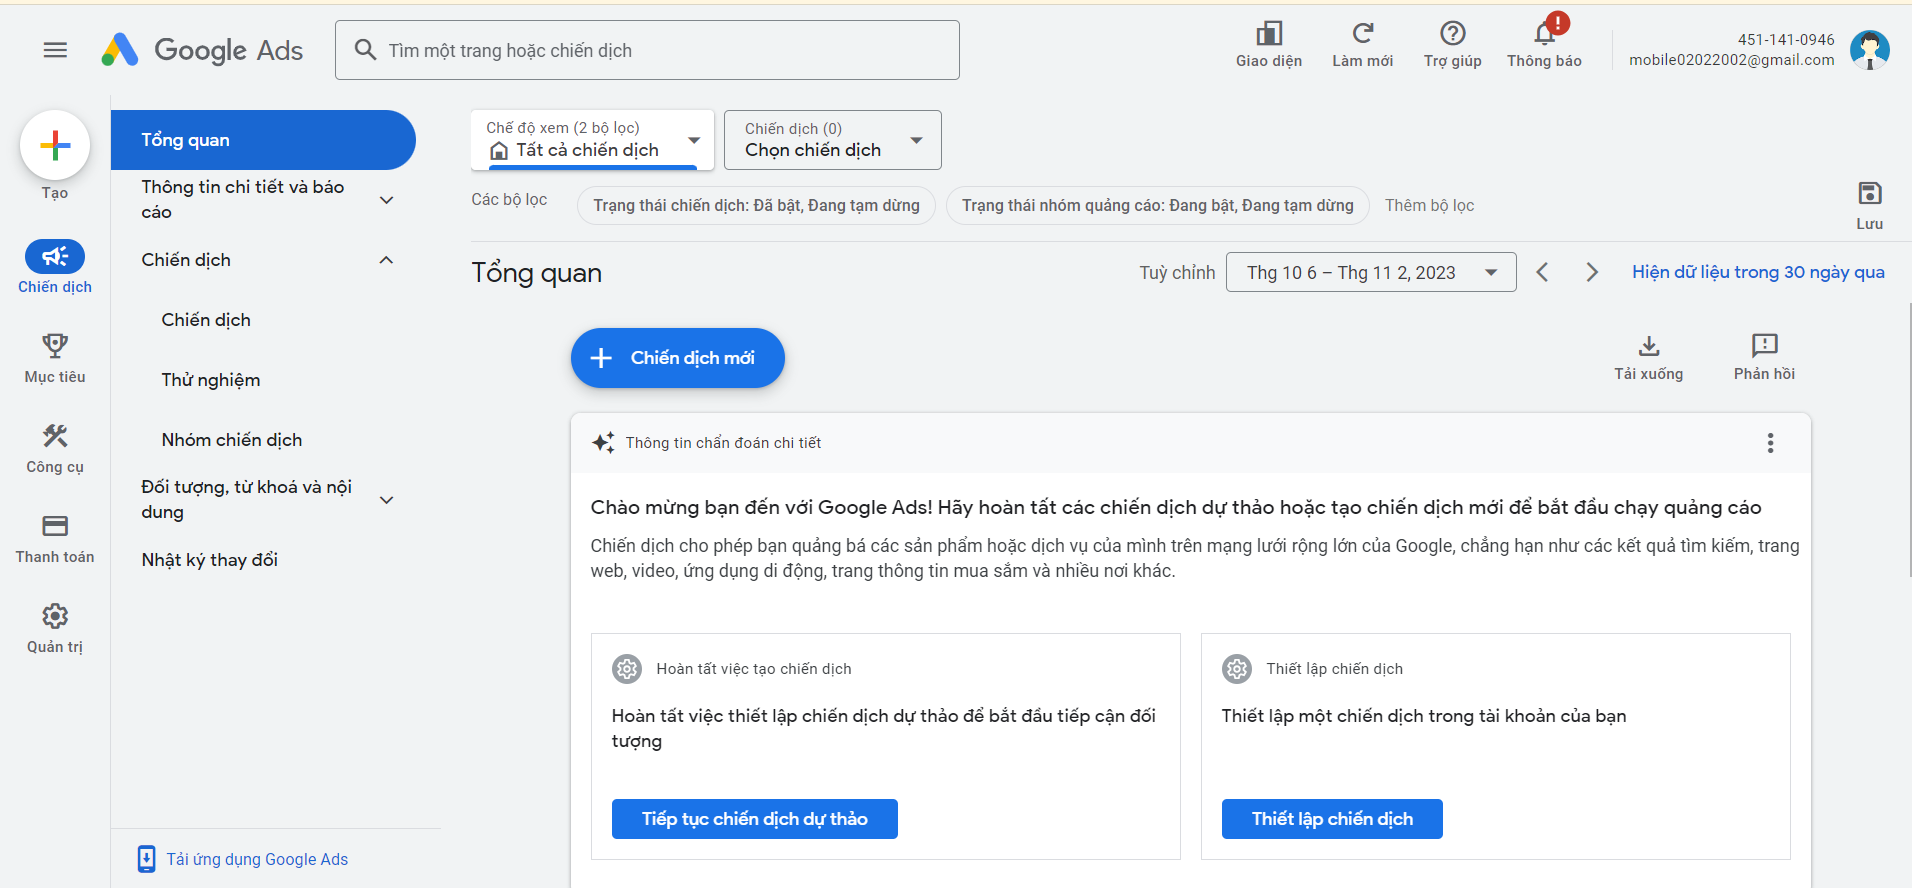 Google Ads
Tìm một trang hoặc chiến dịch
Giao diện
Làm mới
Trợ giúp
!
Thông báo
451-141-0946
mobile02022002@gmail.com
Tạo
Chiến dịch
Mục tiêu
Công cụ
Thanh toán
Quản trị
Tổng quan
Thông tin chi tiết và báo
cáo
Chiến dịch
Chiến dịch
Thử nghiệm
Nhóm chiến dịch
Đối tượng, từ khoá và nội
dung
Nhật ký thay đổi
Tải ứng dụng Google Ads
Chế độ xem (2 bộ lọc)
Tất cả chiến dịch
Chiến dịch (0)
Chọn chiến dịch
Các bộ lọc
Trạng thái chiến dịch: Đã bật, Đang tạm dừng
Trạng thái nhóm quảng cáo: Đang bật, Đang tạm dừng
Thêm bộ lọc
Lưu
Tổng quan
Tuỳ chỉnh
Thg 10 6 – Thg 11 2, 2023
Hiện dữ liệu trong 30 ngày qua
Chiến dịch mới
Tải xuống
Phản hồi
Thông tin chẩn đoán chi tiết
Chào mừng bạn đến với Google Ads! Hãy hoàn tất các chiến dịch dự thảo hoặc tạo chiến dịch mới để bắt đầu chạy quảng cáo
Chiến dịch cho phép bạn quảng bá các sản phẩm hoặc dịch vụ của mình trên mạng lưới rộng lớn của Google, chẳng hạn như các kết quả tìm kiếm, trang
web, video, ứng dụng di động, trang thông tin mua sắm và nhiều nơi khác.
Hoàn tất việc tạo chiến dịch
Hoàn tất việc thiết lập chiến dịch dự thảo để bắt đầu tiếp cận đối
tượng
Tiếp tục chiến dịch dự thảo
Thiết lập chiến dịch
Thiết lập một chiến dịch trong tài khoản của bạn
Thiết lập chiến dịch